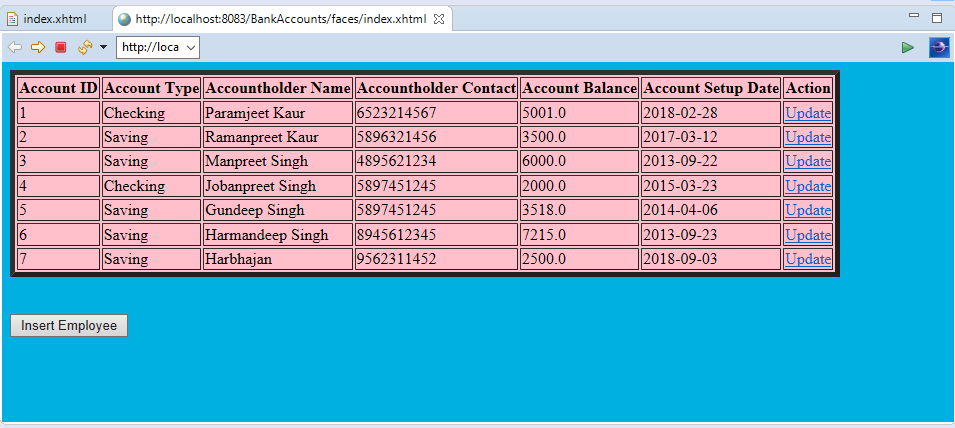 index.xhtml http://localhost:8083/BankAccounts/faces/index.xhtml
http://loca
Account ID Account Type Accountholder Name Accountholder Contact Account Balance Account Setup Date Action
1 Checking Paramjeet Kaur 6523214567 5001.0 2018-02-28 Update
2 Saving Ramanpreet Kaur 5896321456 3500.0 2017-03-12 Update
3 Saving Manpreet Singh 4895621234 6000.0 2013-09-22 Update
4 Checking Jobanpreet Singh 5897451245 2000.0 2015-03-23 Update
5 Saving Gundeep Singh 5897451245 3518.0 2014-04-06 Update
6 Saving Harmandeep Singh 8945612345 7215.0 2013-09-23 Update
7 Saving Harbhajan 9562311452 2500.0 2018-09-03 Update
Insert Employee